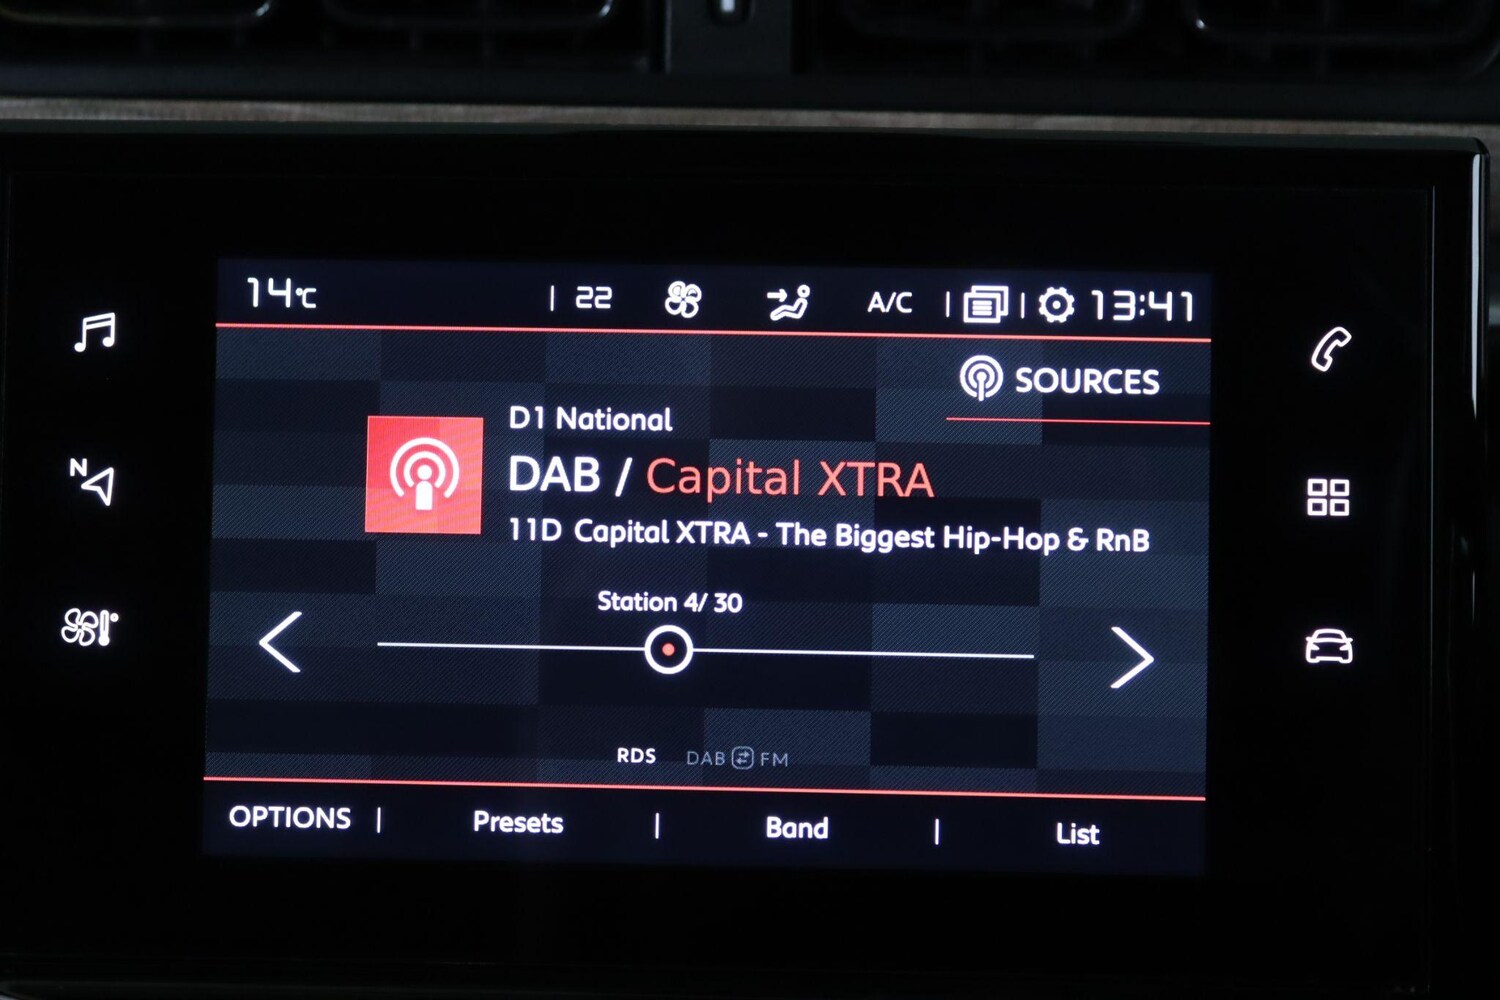 14°C | 22 A/C | | 13:41
SOURCES
D1 National
DAB / Capital XTRA
11D Capital XTRA - The Biggest Hip-Hop & RnB
Station 4/ 30
N
RDS DAB FM
OPTIONS | Presets | Band | List